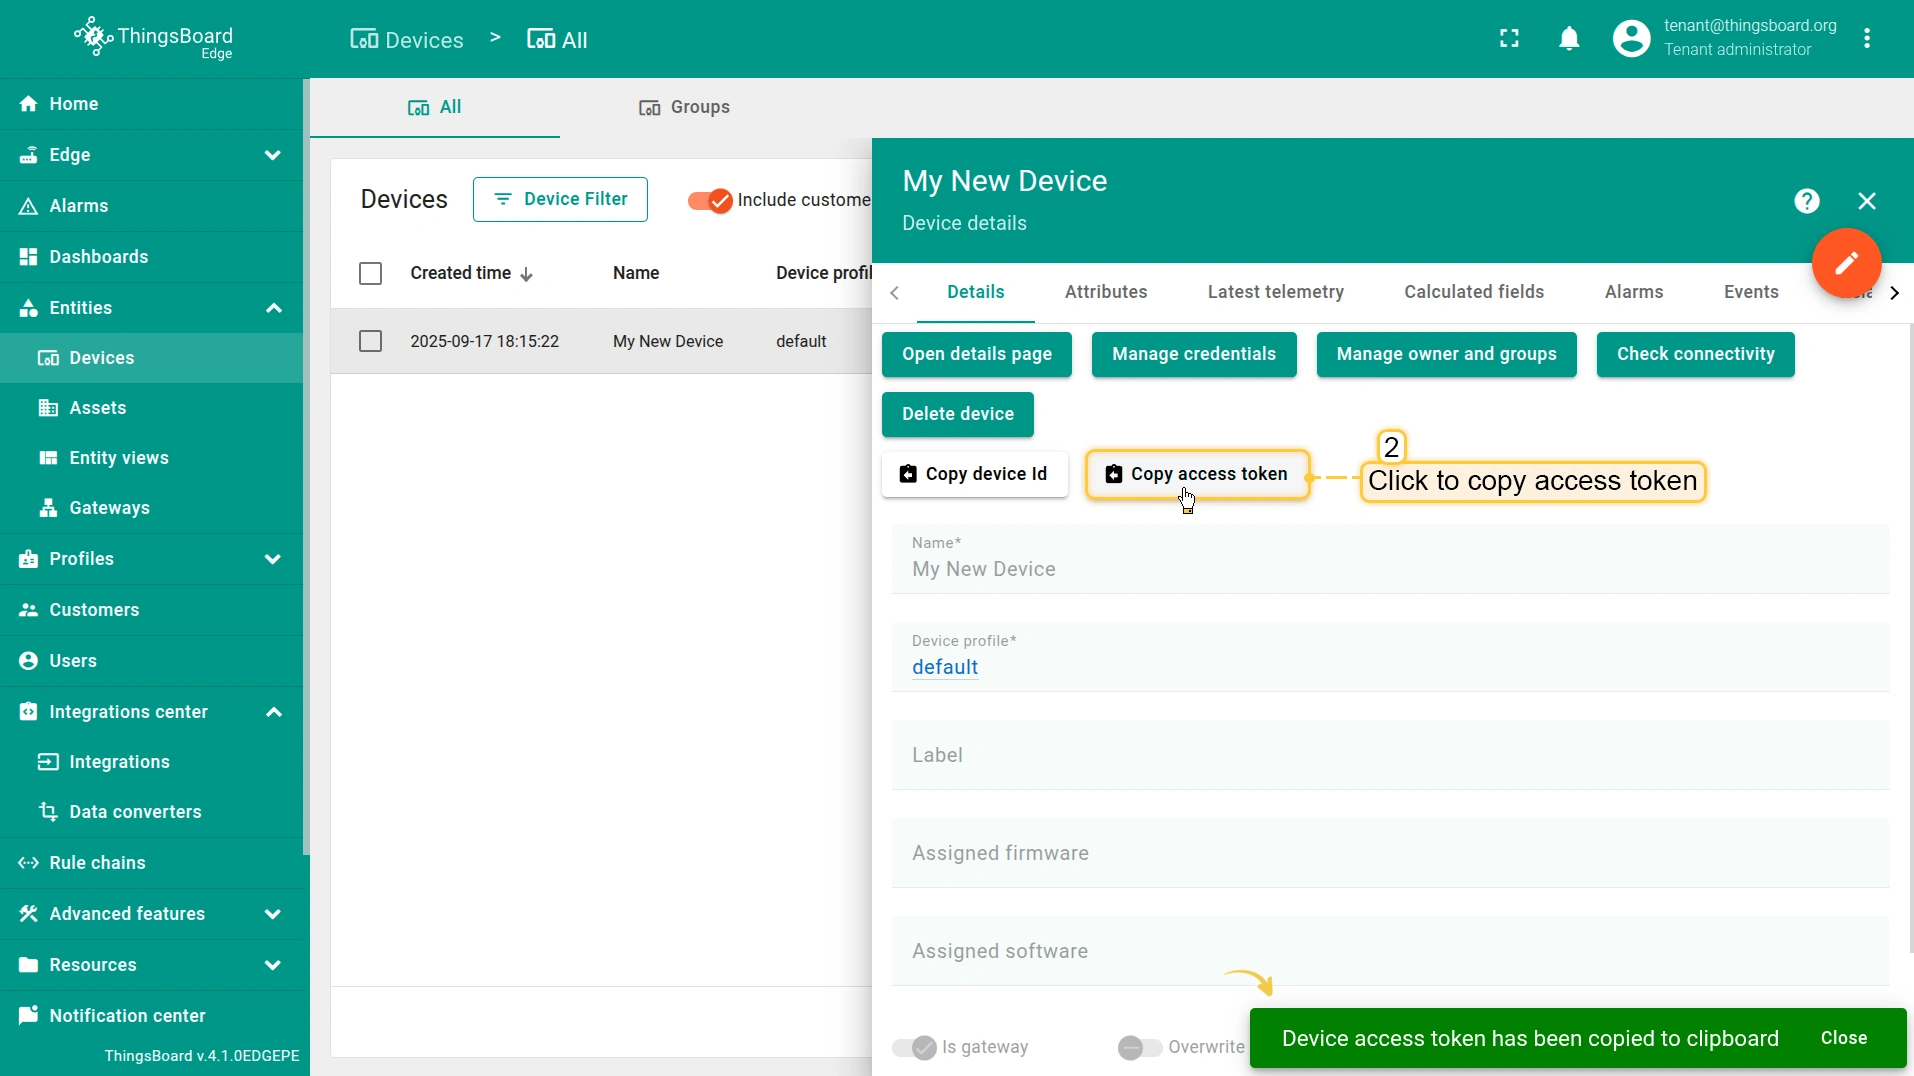 ThingsBoard
Edge
Devices > All
tenant@thingsboard.org
Tenant administrator
Home
Edge
Alarms
Dashboards
Entities
Devices
Assets
Entity views
Gateways
Profiles
Customers
Users
Integrations center
Integrations
Data converters
Rule chains
Advanced features
Resources
Notification center
ThingsBoard v.4.1.0EDGEPE
All
Groups
Devices
Device Filter
Include custome
Created time
Name
Device profil
2025-09-17 18:15:22
My New Device
default
My New Device
Device details
Details
Attributes
Latest telemetry
Calculated fields
Alarms
Events
Open details page
Manage credentials
Manage owner and groups
Check connectivity
Delete device
Copy device Id
Copy access token
2
Click to copy access token
Name*
My New Device
Device profile*
default
Label
Assigned firmware
Assigned software
Is gateway
Overwrite
Device access token has been copied to clipboard
Close